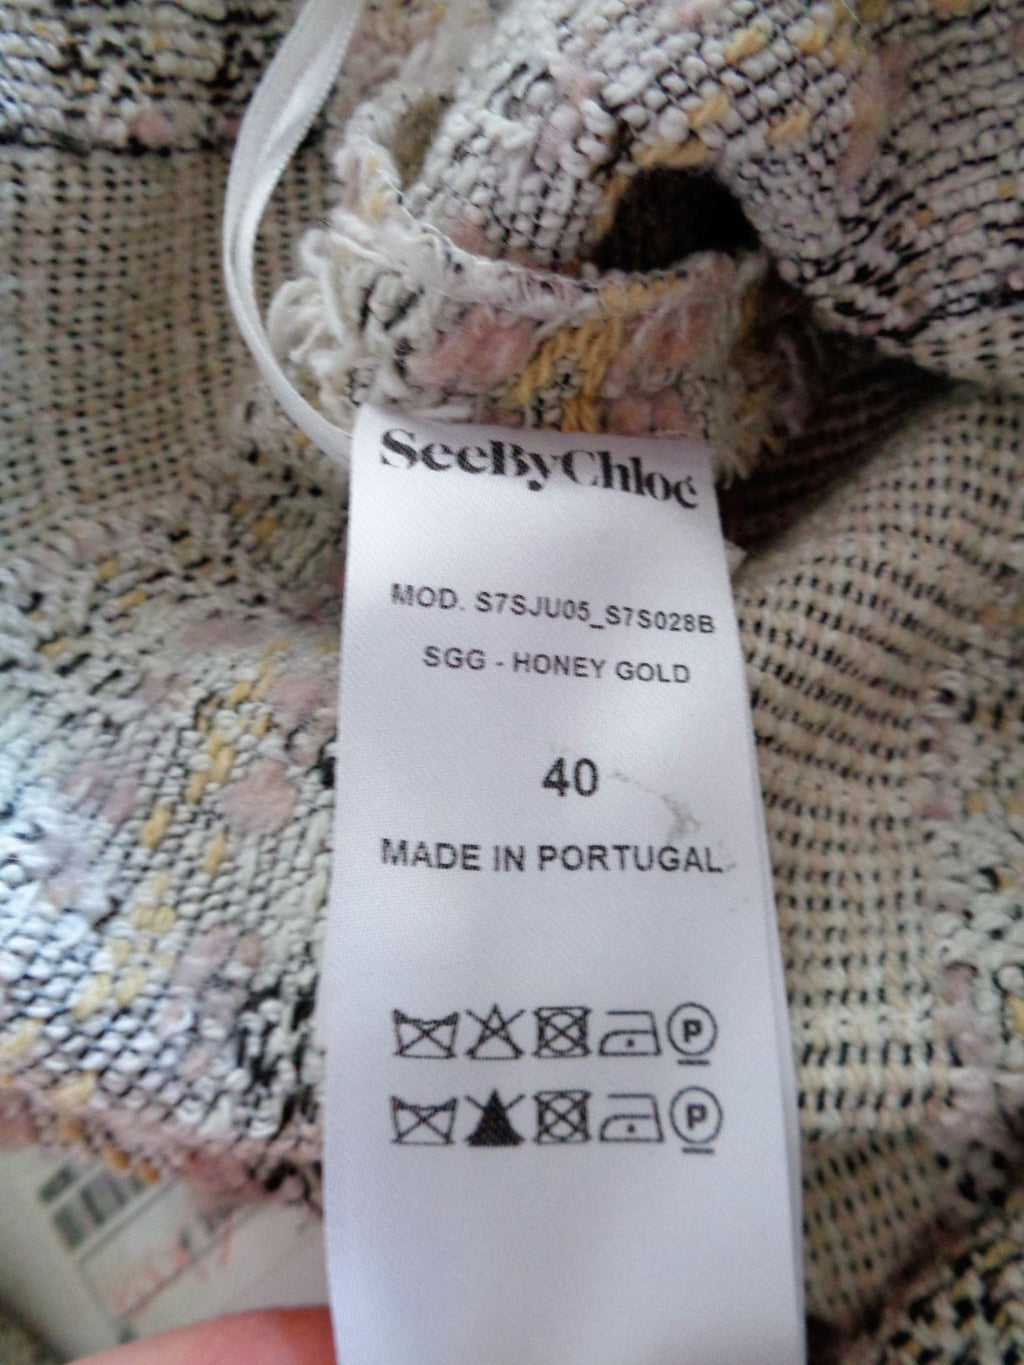 SeeByChloé
MOD. S7SJU05_S7S028B
SGG - HONEY GOLD
40
MADE IN PORTUGAL
P
P